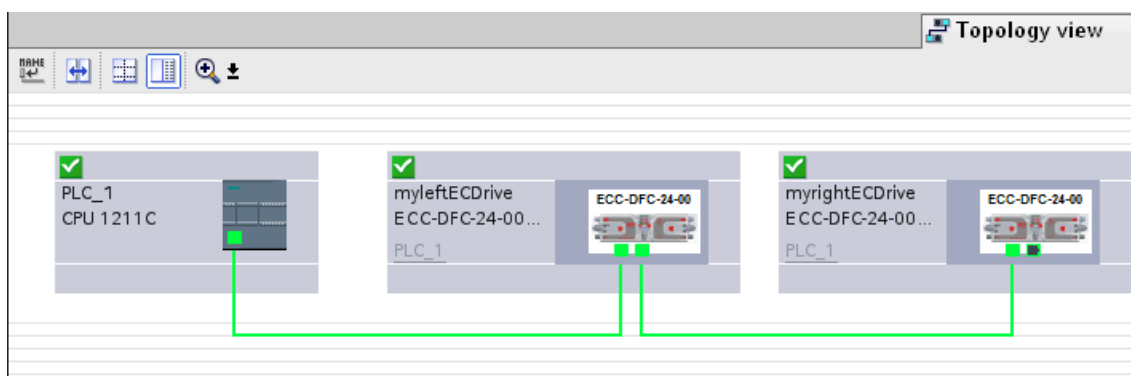 Topology view
NAME
PLC_1
CPU 1211C
myleftECDrive
ECC-DFC-24-00...
PLC_1
ECC-DFC-24-00
myrightECDrive
ECC-DFC-24-00...
PLC_1
ECC-DFC-24-00